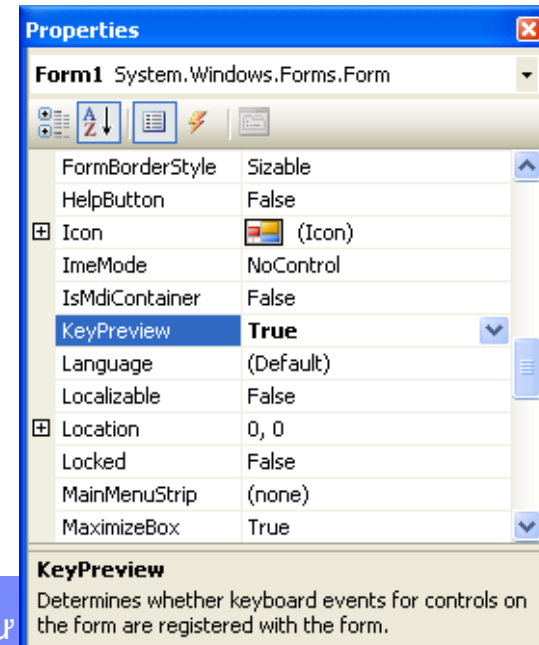 Properties
Form1 System.Windows.Forms.Form
A
Z
FormBorderStyle Sizable
HelpButton False
Icon (Icon)
ImeMode NoControl
IsMdiContainer False
KeyPreview True
Language (Default)
Localizable False
Location 0, 0
Locked False
MainMenuStrip (none)
MaximizeBox True
KeyPreview
Determines whether keyboard events for controls on
the form are registered with the form.